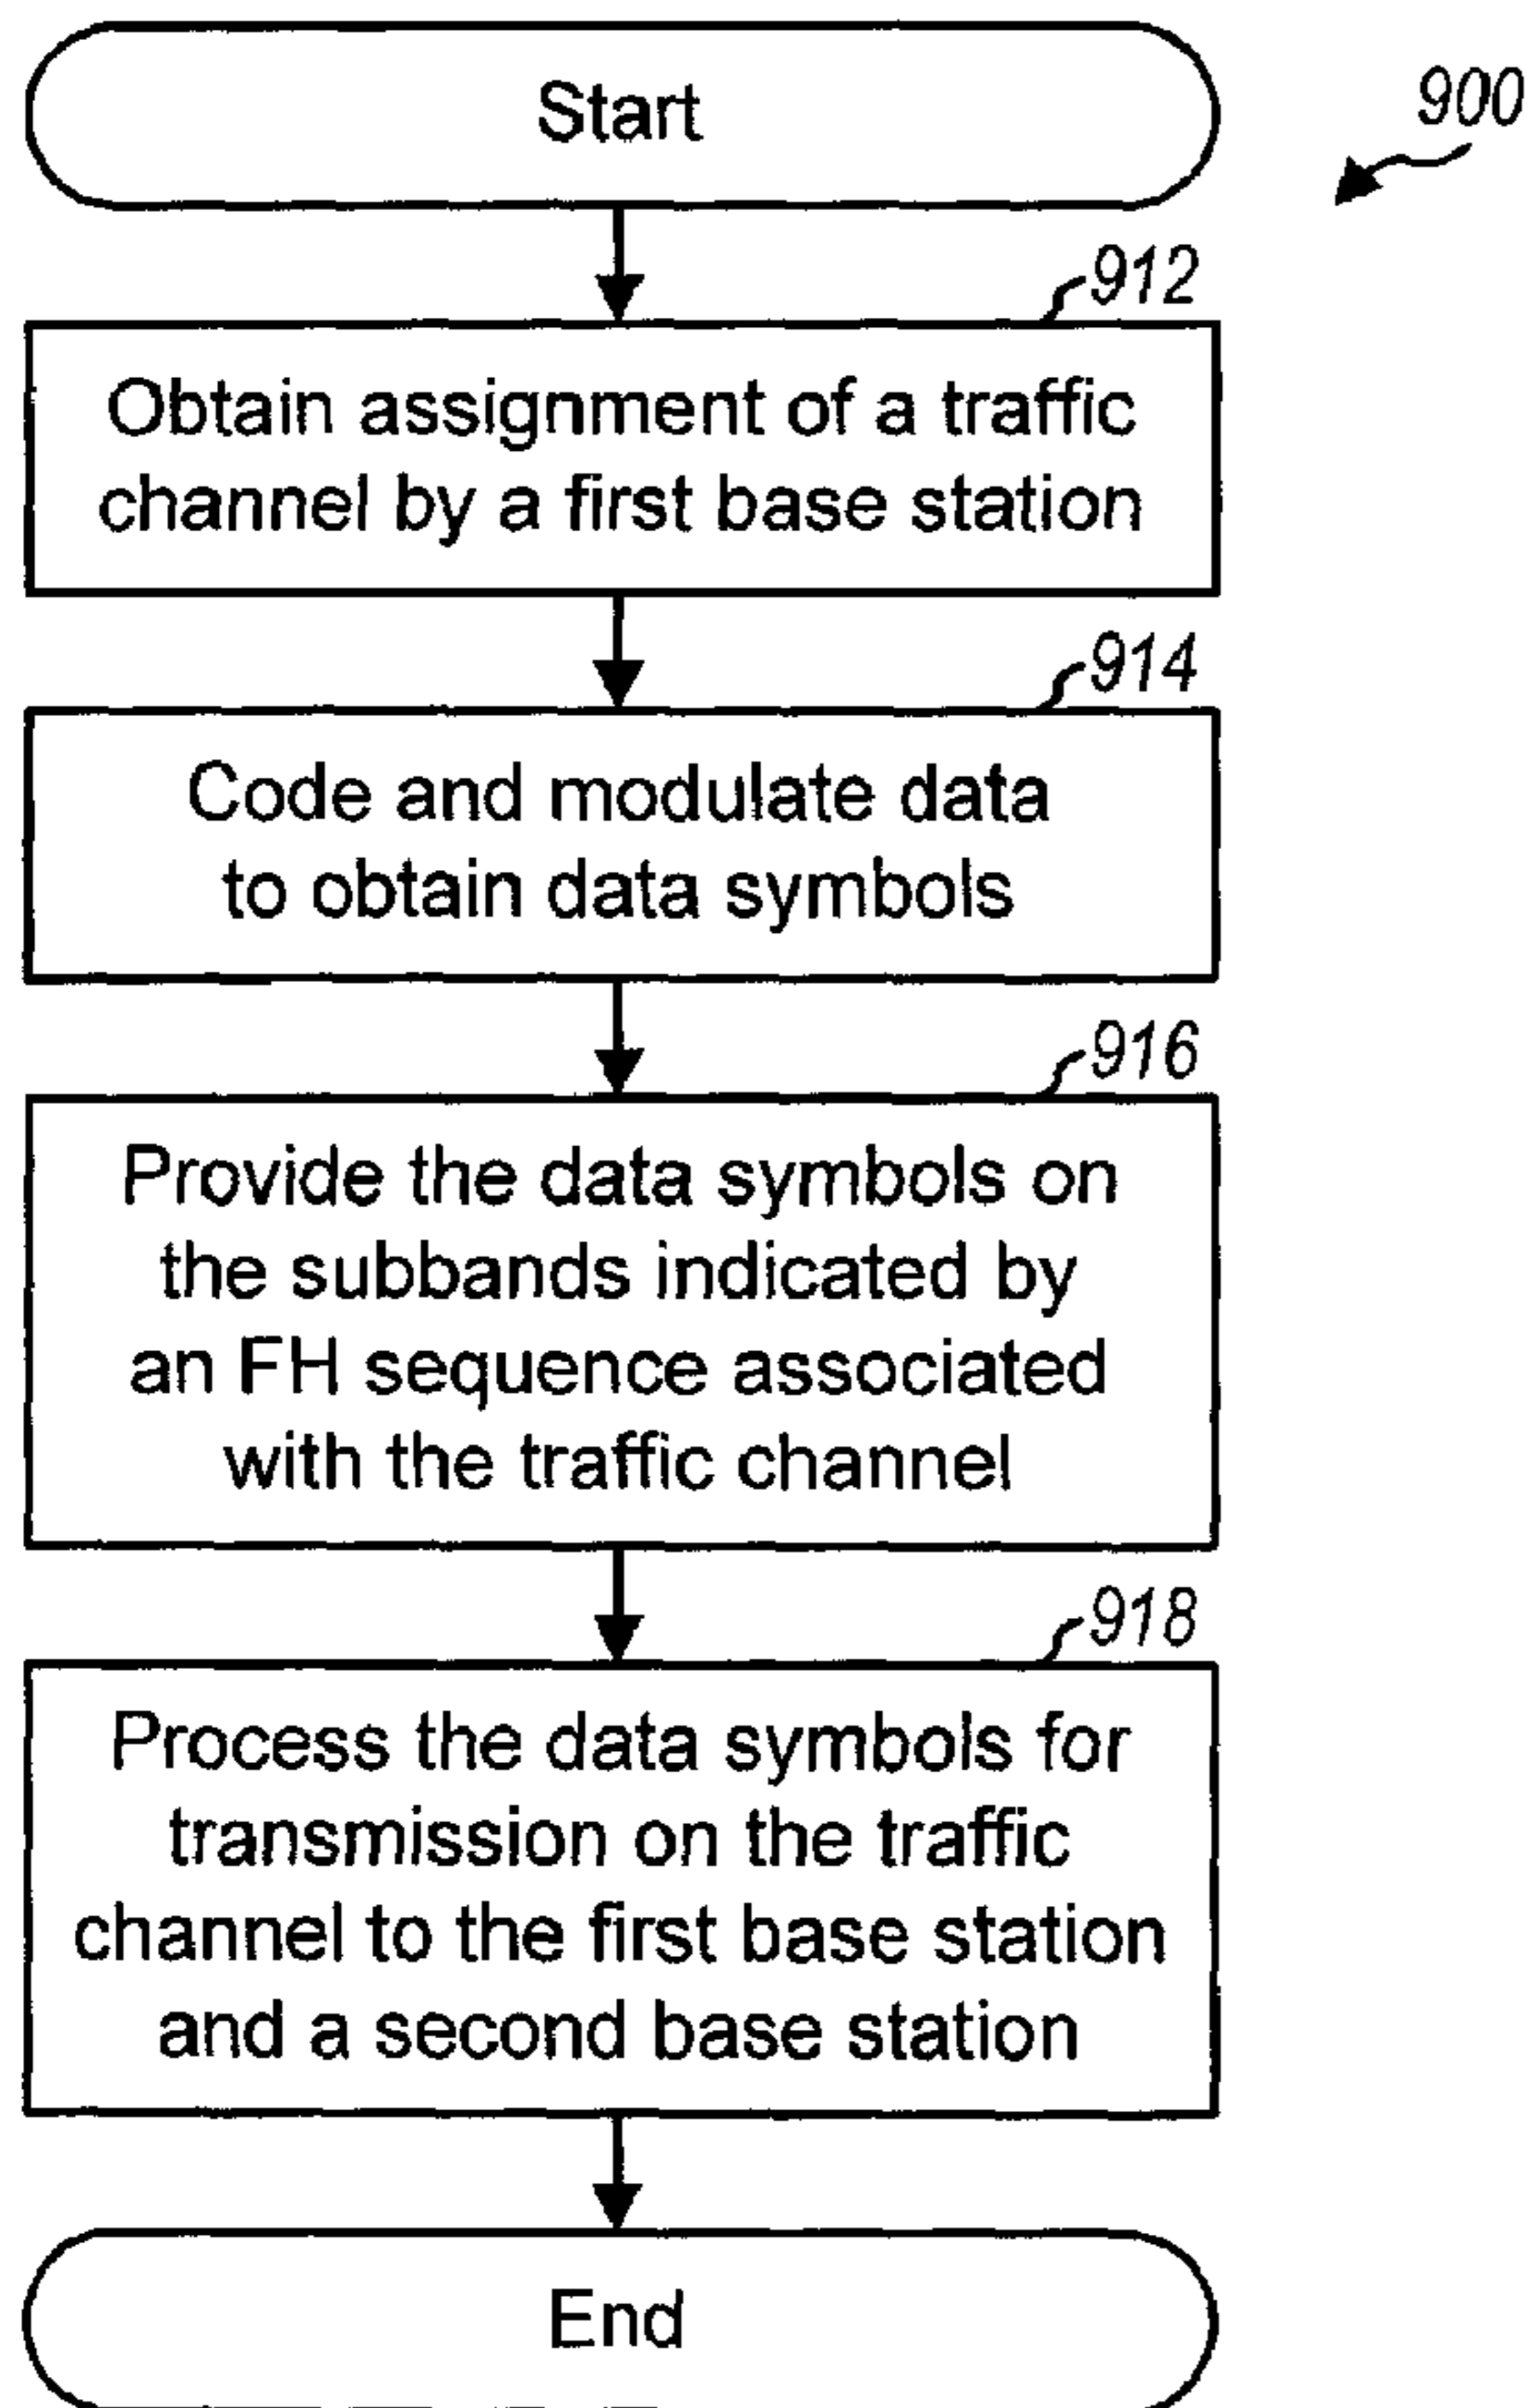 Start
900
912
Obtain assignment of a traffic
channel by a first base station
914
Code and modulate data
to obtain data symbols
916
Provide the data symbols on
the subbands indicated by
an FH sequence associated
with the traffic channel
918
Process the data symbols for
transmission on the traffic
channel to the first base station
and a second base station
End